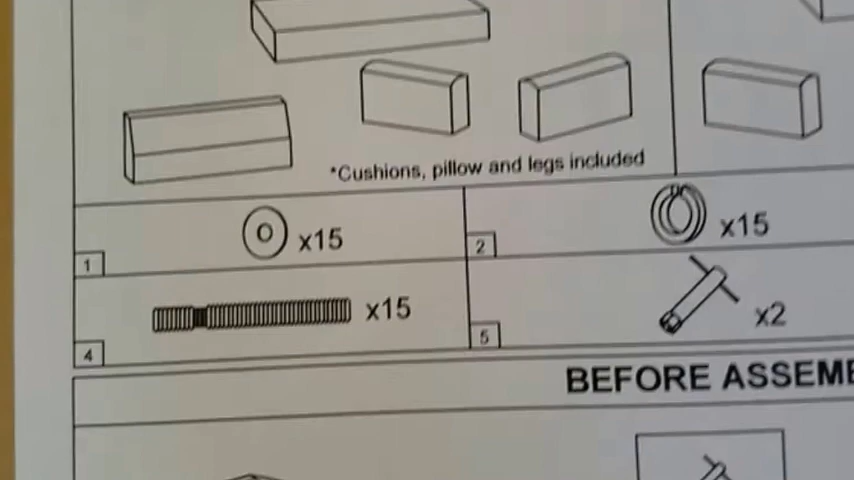 *Cushions, pillow and legs included
x15
1
x15
2
x15
4
x2
5
BEFORE ASSEM